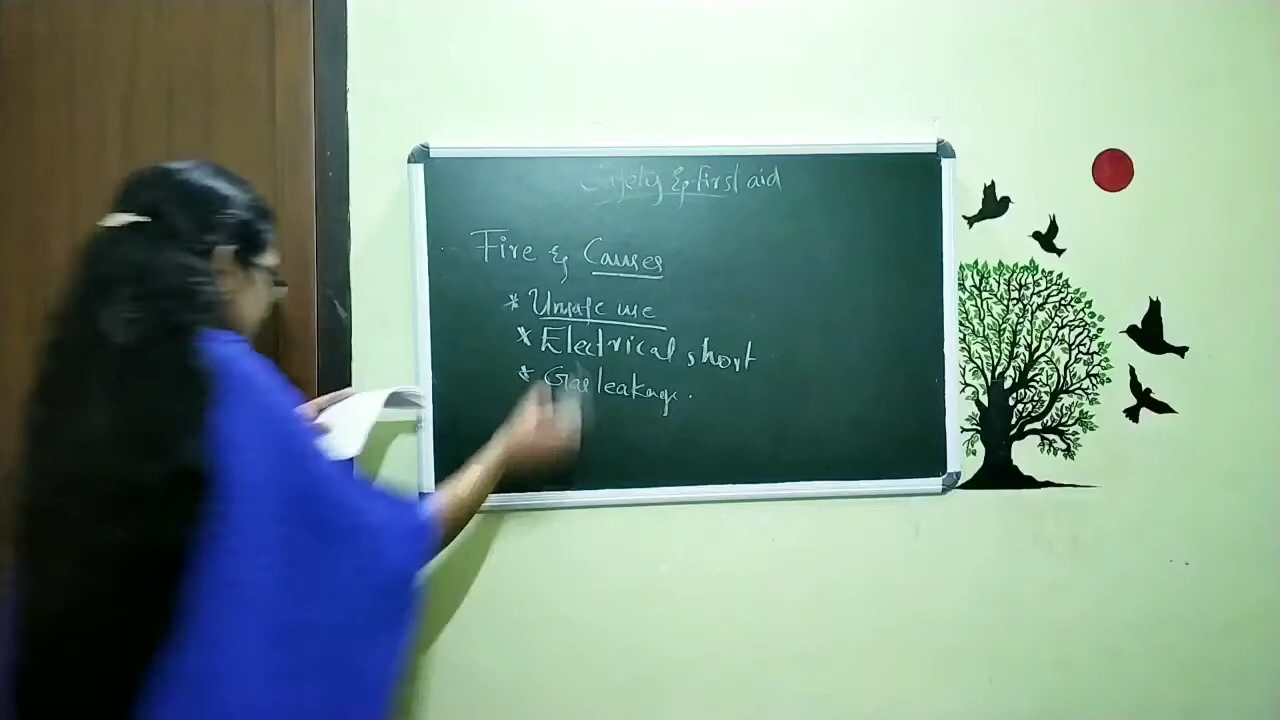 Safety & first aid
Fire & Causes
* Unsafe use
* Electrical short
* Gas leakage.